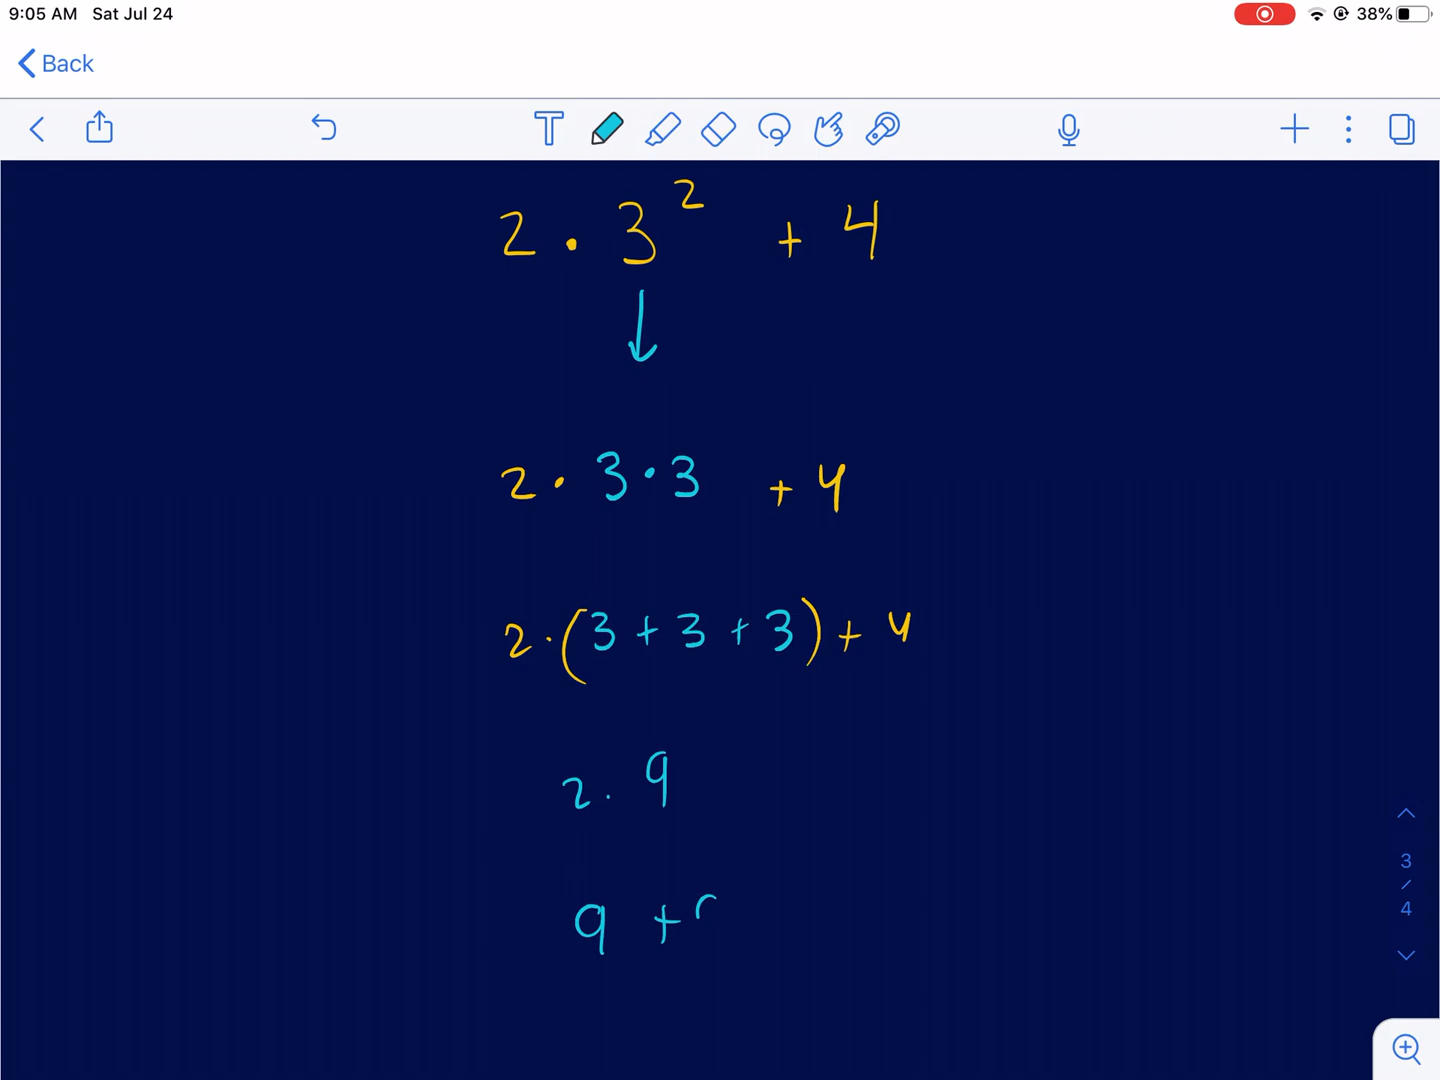 9:05 AM Sat Jul 24 38%
Back
2 · 3² + 4
2 · 3 · 3 + 4
2 · (3 + 3 + 3) + 4
2 . 9
9 +
3 / 4